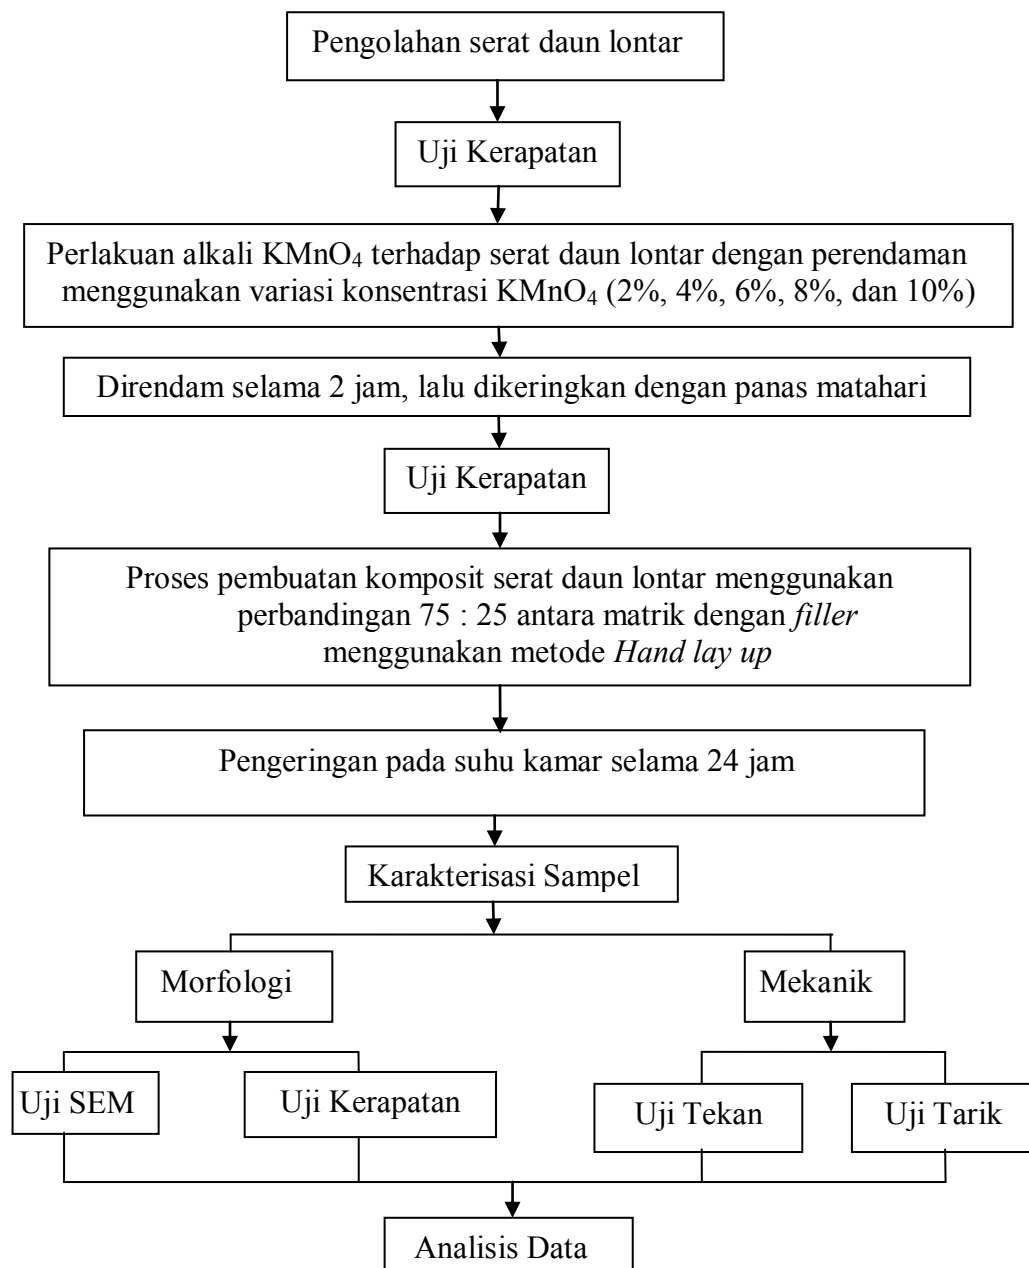 Pengolahan serat daun lontar
Uji Kerapatan
Perlakuan alkali KMnO₄ terhadap serat daun lontar dengan perendaman
menggunakan variasi konsentrasi KMnO₄ (2%, 4%, 6%, 8%, dan 10%)
Direndam selama 2 jam, lalu dikeringkan dengan panas matahari
Uji Kerapatan
Proses pembuatan komposit serat daun lontar menggunakan
perbandingan 75 : 25 antara matrik dengan filler
menggunakan metode Hand lay up
Pengeringan pada suhu kamar selama 24 jam
Karakterisasi Sampel
Morfologi
Mekanik
Uji SEM
Uji Kerapatan
Uji Tekan
Uji Tarik
Analisis Data